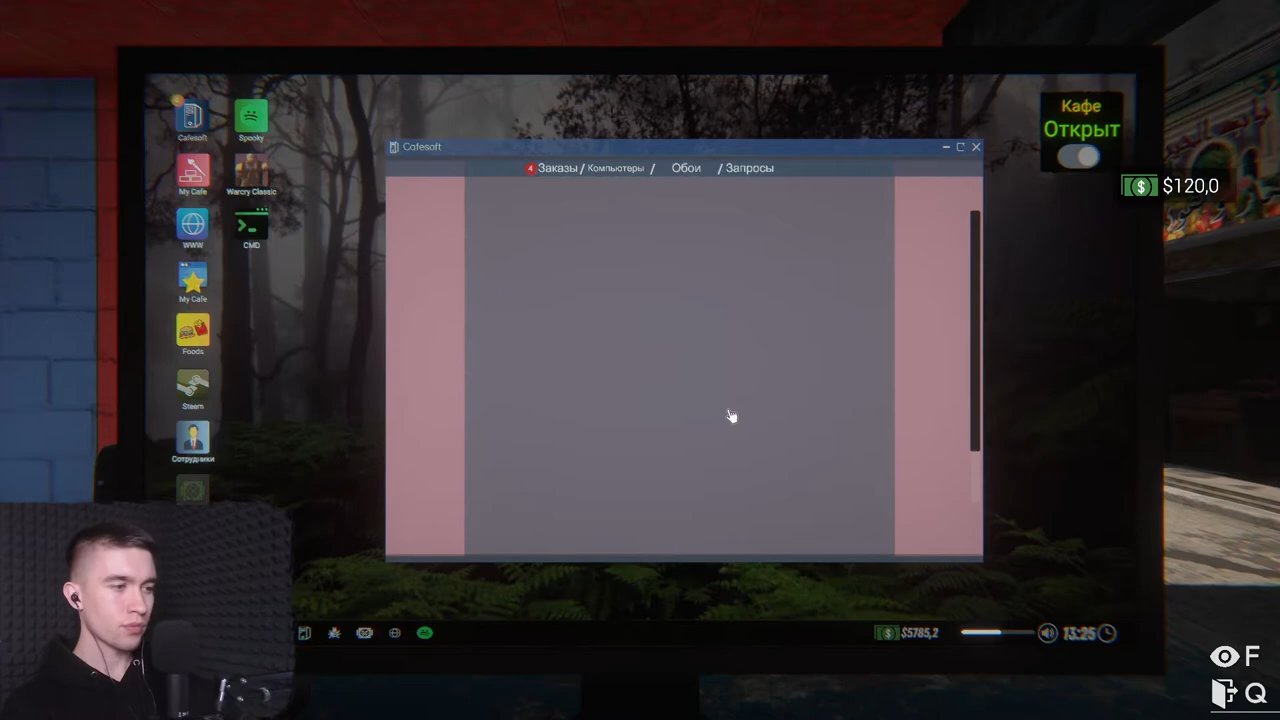 Cafesoft
Spooky
My Cafe
Warcry Classic
WWW
CMD
My Cafe
Foods
Steem
Сотрудники
Cafesoft
4 Заказы / Компьютеры / Обои / Запросы
Кафе
Открыт
$120,0
$5785,2
13:25
F
Q